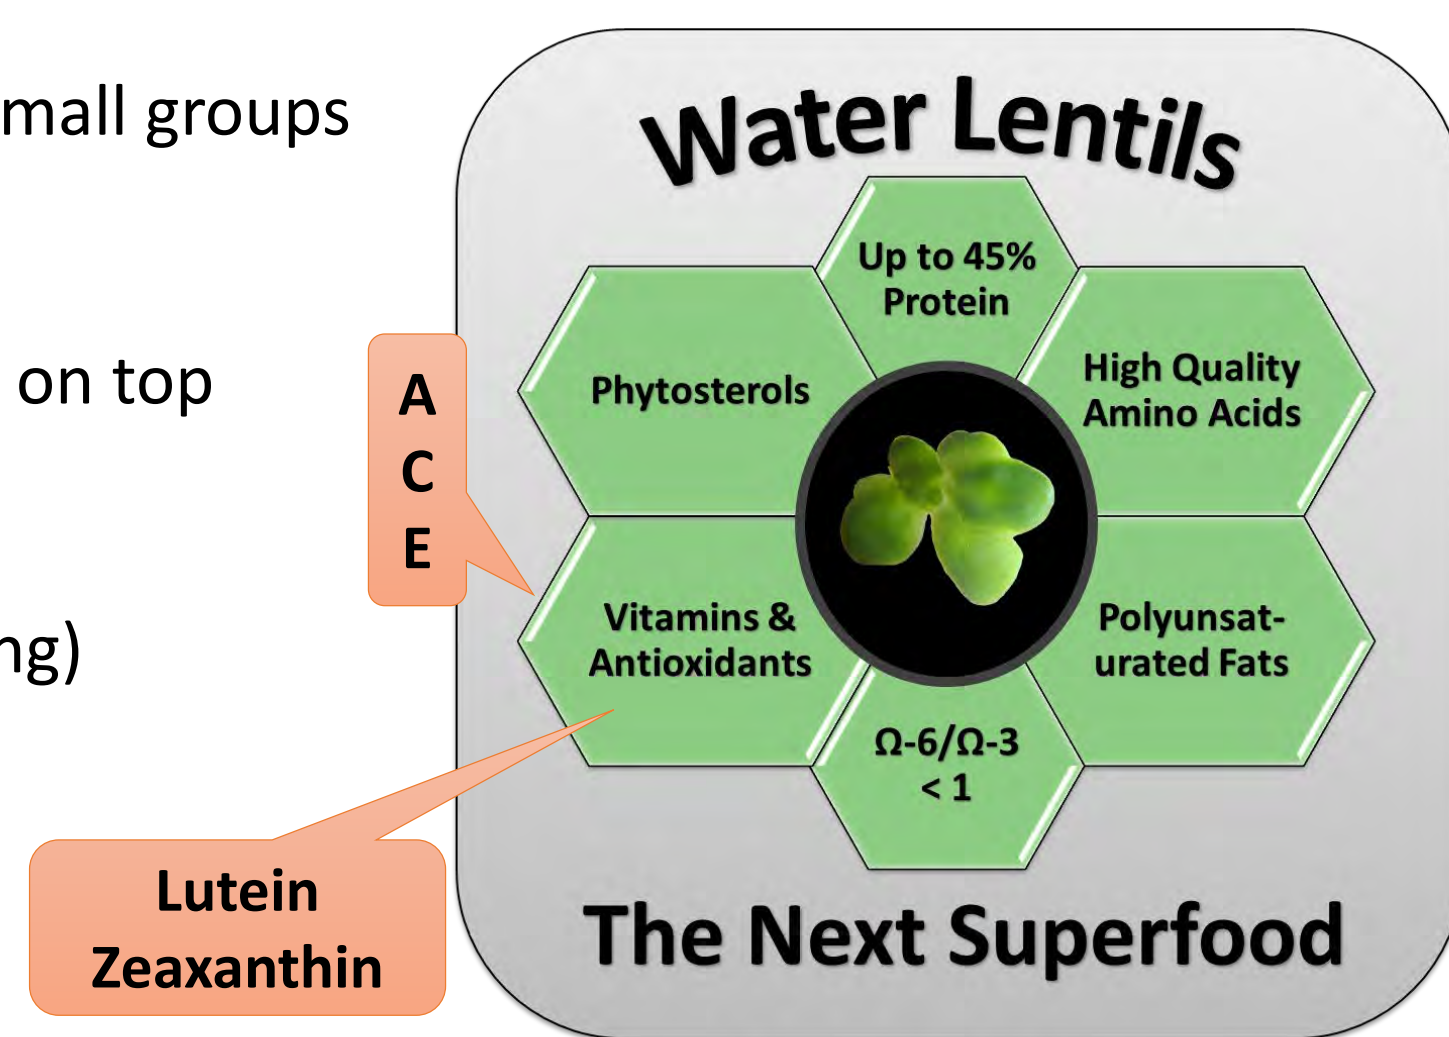 mall groups
on top
ng)
Water Lentils
Up to 45%
Protein
Phytosterols
High Quality
Amino Acids
A
C
E
Vitamins &
Antioxidants
Polyunsat-
urated Fats
Ω-6/Ω-3
< 1
Lutein
Zeaxanthin
The Next Superfood